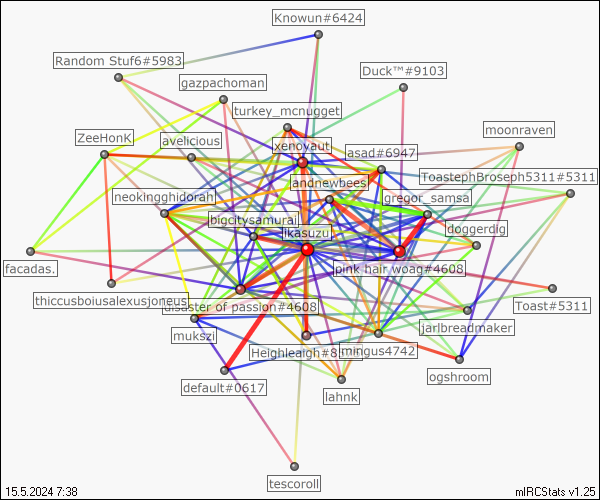 Knowun#6424
Random Stuf6#5983
Duck™#9103
gazpachoman
turkey_mcnugget
moonraven
ZeeHonK
avelicious
xenovaut
asad#6947
ToastephBroseph5311#5311
andnewbees
neokingghidorah
gregor_samsa
bigcitysamurai
doggerdig
ikasuzu
pink hair woag#4608
facadas.
thiccusboiusalexusjoneus
disaster of passion#4608
Toast#5311
mukszi
jarlbreadmaker
Heighleaigh#8
mingus4742
default#0617
ogshroom
lahnk
tescoroll
15.5.2024 7:38
mIRCStats v1.25